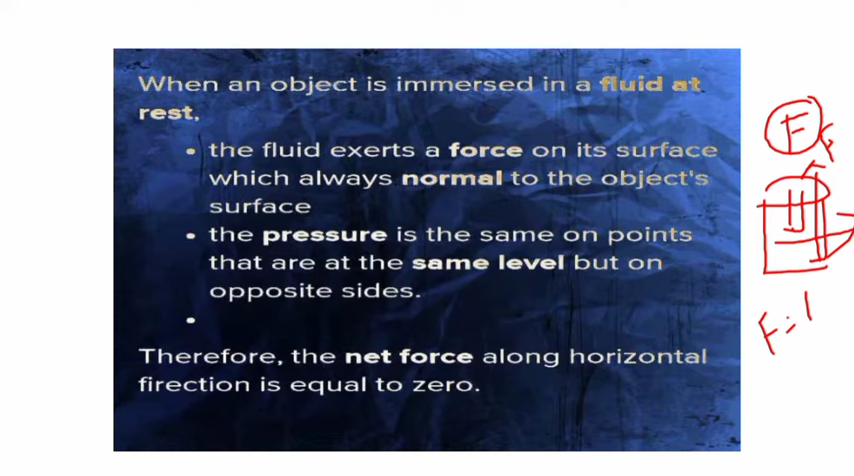 When an object is immersed in a fluid at
rest,
• the fluid exerts a force on its surface
which always normal to the object's
surface
• the pressure is the same on points
that are at the same level but on
opposite sides.
•
Therefore, the net force along horizontal
firection is equal to zero.
F